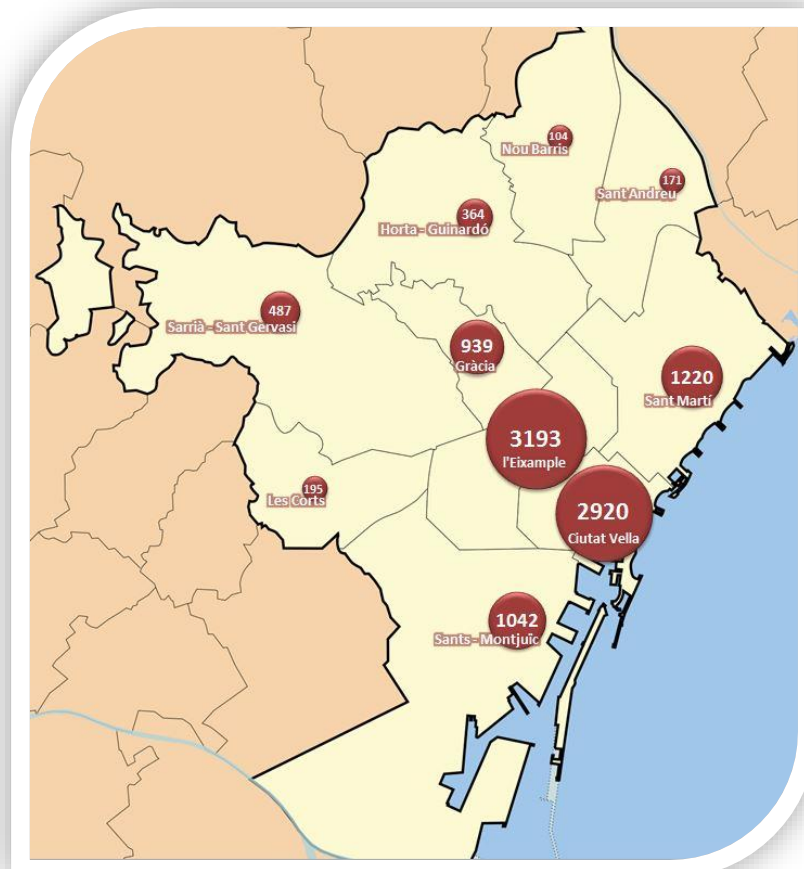 104
Nou Barris
171
Sant Andreu
364
Horta - Guinardó
487
Sarrià - Sant Gervasi
939
Gràcia
1220
Sant Martí
3193
l'Eixample
195
Les Corts
2920
Ciutat Vella
1042
Sants - Montjuïc